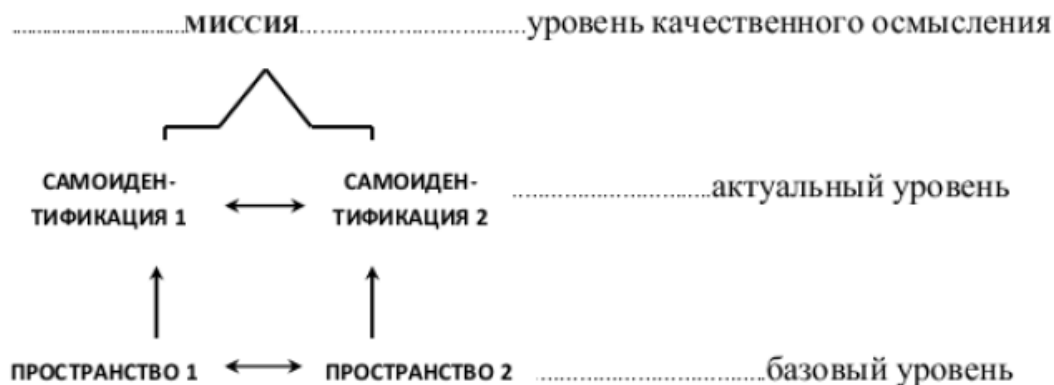 МИССИЯ уровень качественного осмысления
САМОИДЕН- САМОИДЕН- актуальный уровень
ТИФИКАЦИЯ 1 ТИФИКАЦИЯ 2
ПРОСТРАНСТВО 1 ПРОСТРАНСТВО 2 базовый уровень